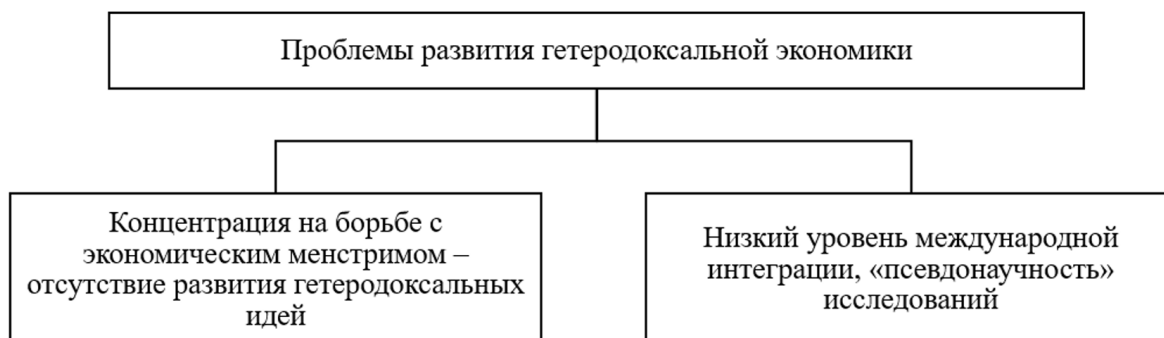 Проблемы развития гетеродоксальной экономики
Концентрация на борьбе с
экономическим менстримом –
отсутствие развития гетеродоксальных
идей
Низкий уровень международной
интеграции, «псевдонаучность»
исследований